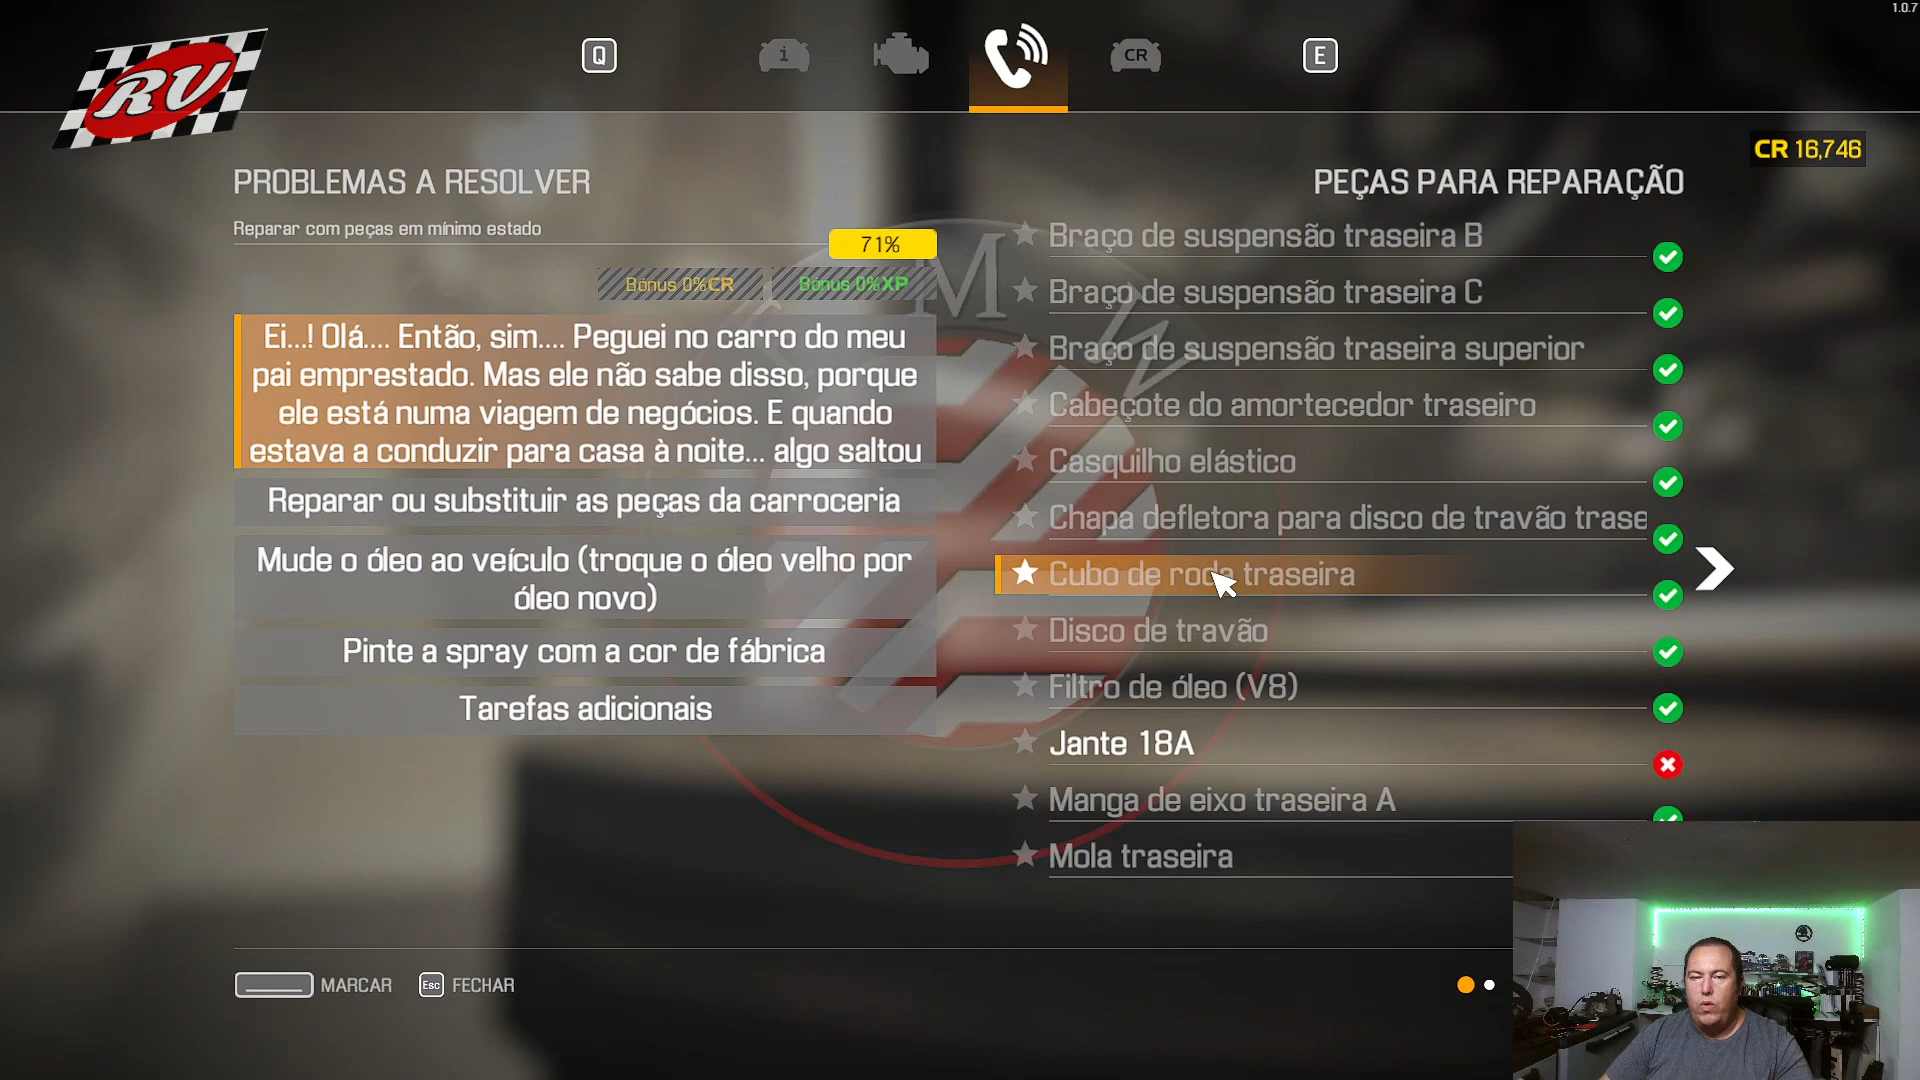 1.0.7
RV
Q
i
CR
E
CR 16,746
PROBLEMAS A RESOLVER
Reparar com peças em mínimo estado
71%
Bónus 0%CR
Bónus 0%XP
Ei...! Olá.... Então, sim.... Peguei no carro do meu
pai emprestado. Mas ele não sabe disso, porque
ele está numa viagem de negócios. E quando
estava a conduzir para casa à noite... algo saltou
Reparar ou substituir as peças da carroceria
Mude o óleo ao veículo (troque o óleo velho por
óleo novo)
Pinte a spray com a cor de fábrica
Tarefas adicionais
PEÇAS PARA REPARAÇÃO
Braço de suspensão traseira B
Braço de suspensão traseira C
Braço de suspensão traseira superior
Cabeçote do amortecedor traseiro
Casquilho elástico
Chapa defletora para disco de travão trase
Cubo de roda traseira
Disco de travão
Filtro de óleo (V8)
Jante 18A
Manga de eixo traseira A
Mola traseira
MARCAR
Esc FECHAR